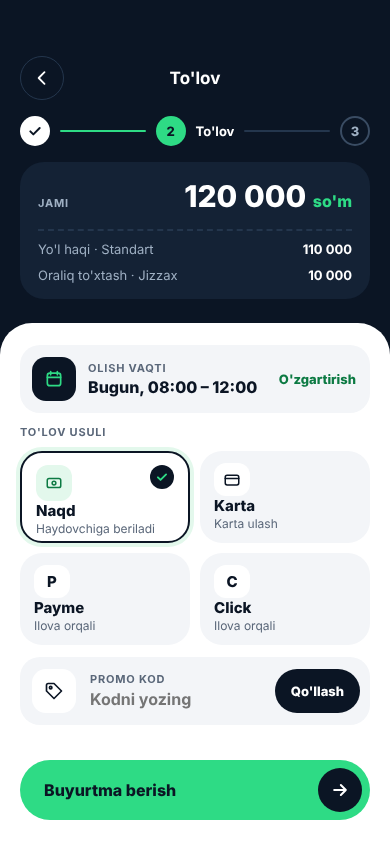 To'lov
2 To'lov 3
JAMI 120 000 so'm
Yo'l haqi · Standart 110 000
Oraliq to'xtash · Jizzax 10 000
OLISH VAQTI
Bugun, 08:00 – 12:00
O'zgartirish
TO'LOV USULI
Naqd
Haydovchiga beriladi
Karta
Karta ulash
P
Payme
Ilova orqali
C
Click
Ilova orqali
PROMO KOD
Kodni yozing
Qo'llash
Buyurtma berish